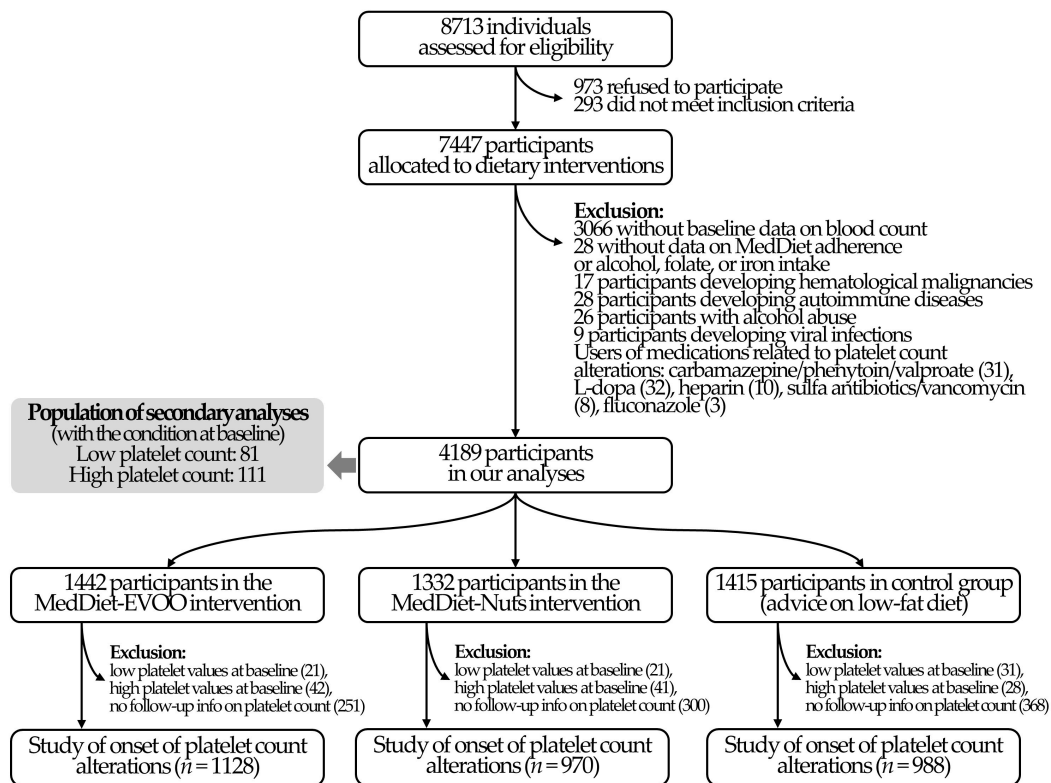 8713 individuals
assessed for eligibility
973 refused to participate
293 did not meet inclusion criteria
7447 participants
allocated to dietary interventions
Exclusion:
3066 without baseline data on blood count
28 without data on MedDiet adherence
or alcohol, folate, or iron intake
17 participants developing hematological malignancies
28 participants developing autoimmune diseases
26 participants with alcohol abuse
9 participants developing viral infections
Users of medications related to platelet count
alterations: carbamazepine/phenytoin/valproate (31),
L-dopa (32), heparin (10), sulfa antibiotics/vancomycin
(8), fluconazole (3)
Population of secondary analyses
(with the condition at baseline)
Low platelet count: 81
High platelet count: 111
4189 participants
in our analyses
1442 participants in the
MedDiet-EVOO intervention
1332 participants in the
MedDiet-Nuts intervention
1415 participants in control group
(advice on low-fat diet)
Exclusion:
low platelet values at baseline (21),
high platelet values at baseline (42),
no follow-up info on platelet count (251)
Exclusion:
low platelet values at baseline (21),
high platelet values at baseline (41),
no follow-up info on platelet count (300)
Exclusion:
low platelet values at baseline (31),
high platelet values at baseline (28),
no follow-up info on platelet count (368)
Study of onset of platelet count
alterations (n = 1128)
Study of onset of platelet count
alterations (n = 970)
Study of onset of platelet count
alterations (n = 988)